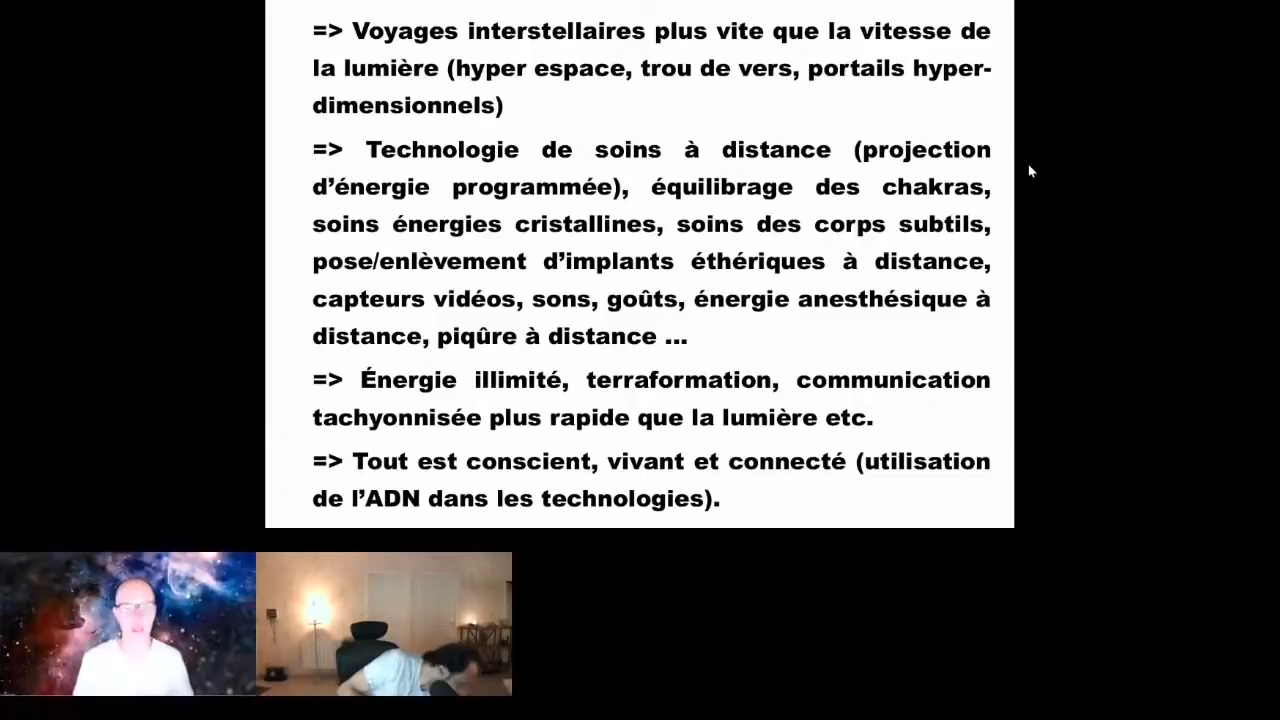 => Voyages interstellaires plus vite que la vitesse de
la lumière (hyper espace, trou de vers, portails hyper-
dimensionnels)
=> Technologie de soins à distance (projection
d’énergie programmée), équilibrage des chakras,
soins énergies cristallines, soins des corps subtils,
pose/enlèvement d’implants éthériques à distance,
capteurs vidéos, sons, goûts, énergie anesthésique à
distance, piqûre à distance ...
=> Énergie illimité, terraformation, communication
tachyonnisée plus rapide que la lumière etc.
=> Tout est conscient, vivant et connecté (utilisation
de l’ADN dans les technologies).